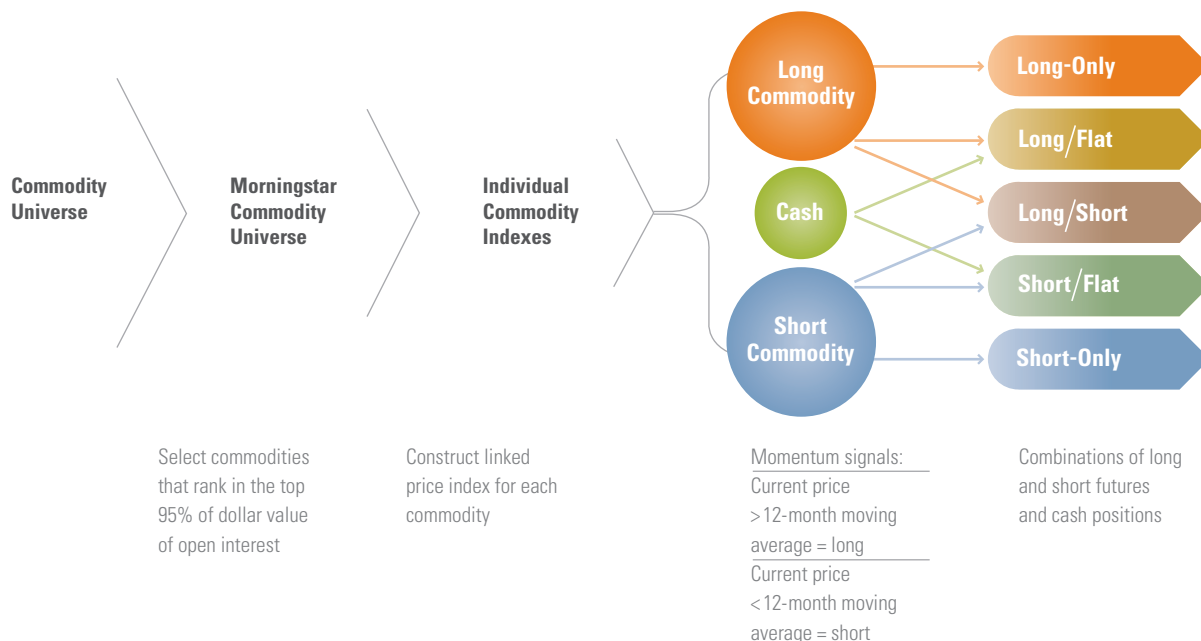 Commodity
Universe
Morningstar
Commodity
Universe
Individual
Commodity
Indexes
Long
Commodity
Cash
Short
Commodity
Long-Only
Long/Flat
Long/Short
Short/Flat
Short-Only
Select commodities
that rank in the top
95% of dollar value
of open interest
Construct linked
price index for each
commodity
Momentum signals:
Current price
>12-month moving
average = long
Current price
<12-month moving
average = short
Combinations of long
and short futures
and cash positions